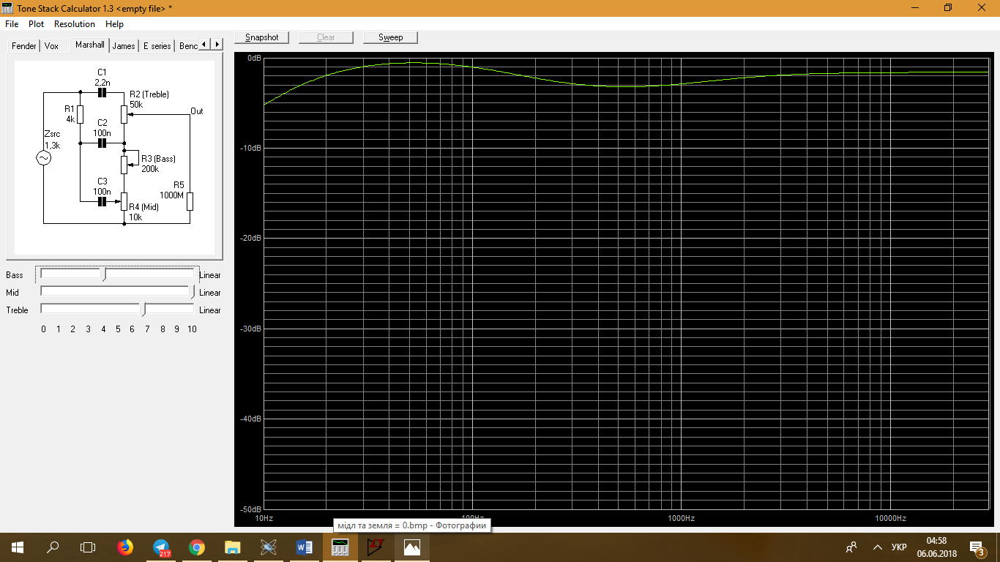 Tone Stack Calculator 1.3 <empty file> *
File Plot Resolution Help
Snapshot Clear Sweep
Fender Vox Marshall James E series Benc
C1
2,2n
R2 (Treble)
50k
R1
4k
Out
C2
100n
Zsrc
1,3k
R3 (Bass)
200k
C3
100n
R5
1000M
R4 (Mid)
10k
Bass Linear
Mid Linear
Treble Linear
0 1 2 3 4 5 6 7 8 9 10
0dB
-10dB
-20dB
-30dB
-40dB
-50dB
10Hz 100Hz 1000Hz 10000Hz
мідл та земля = 0.bmp - Фотографии
217
УКР
04:58
06.06.2018
3